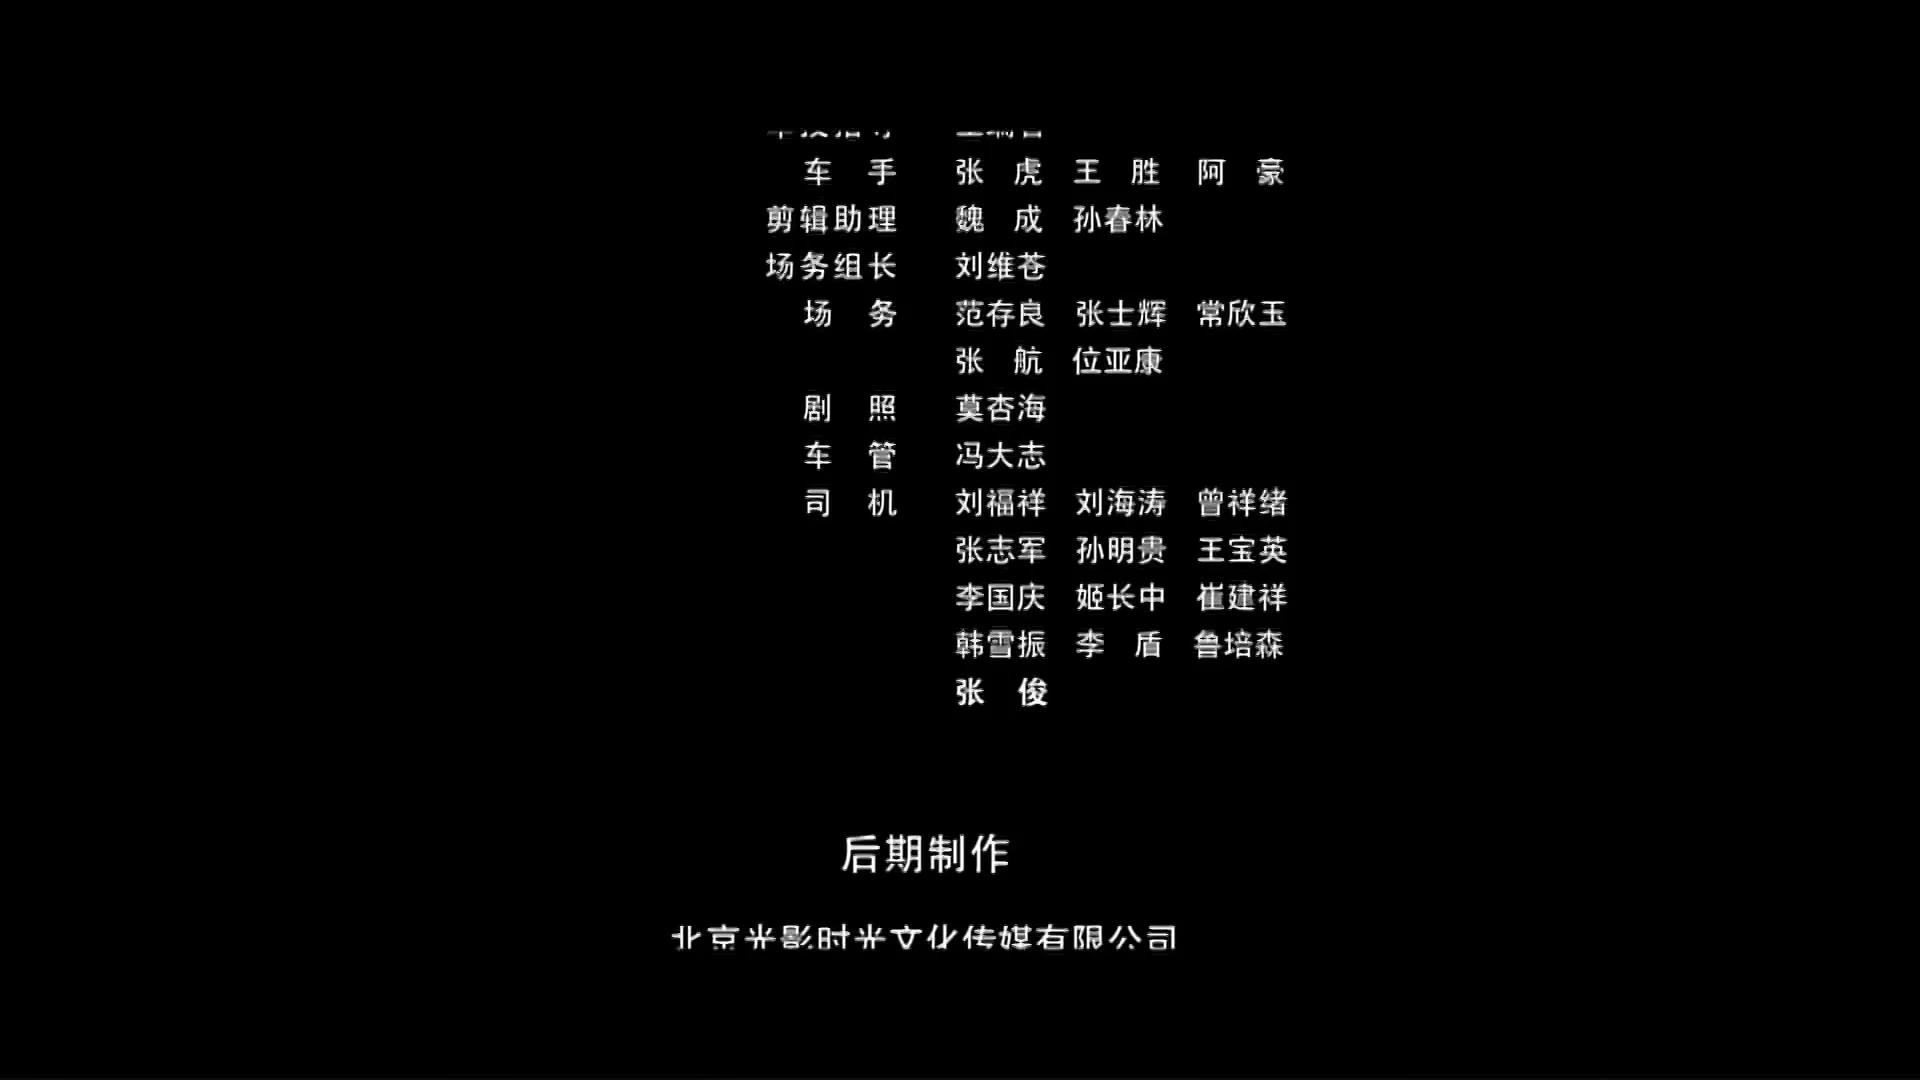 车 手 张 虎 王 胜 阿 豪
剪辑助理 魏 成 孙春林
场务组长 刘维苍
场 务 范存良 张士辉 常欣玉
张 航 位亚康
剧 照 莫杏海
车 管 冯大志
司 机 刘福祥 刘海涛 曾祥绪
张志军 孙明贵 王宝英
李国庆 姬长中 崔建祥
韩雪振 李 盾 鲁培森
张 俊
后期制作
北京光影时光文化传媒有限公司